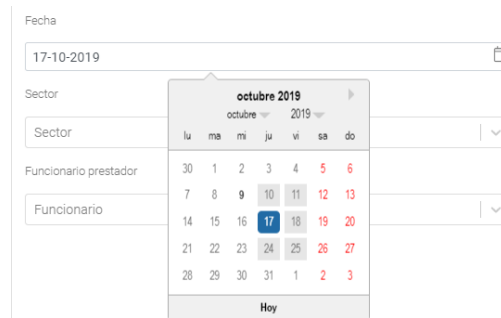 Fecha
17-10-2019
Sector
Sector
Funcionario prestador
Funcionario
octubre 2019
octubre 2019
lu ma mi ju vi sa do
30 1 2 3 4 5 6
7 8 9 10 11 12 13
14 15 16 17 18 19 20
21 22 23 24 25 26 27
28 29 30 31 1 2 3
Hoy